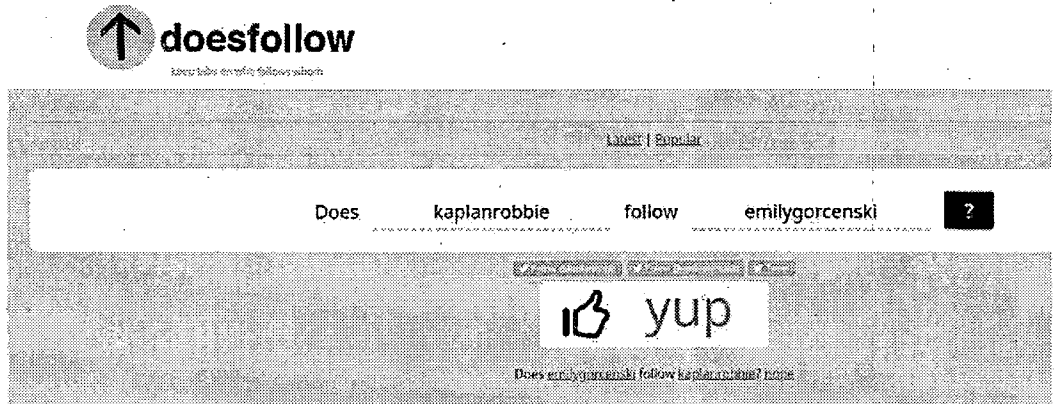 doesfollow
Latest | Popular
Does kaplanrobbie follow emilygorcenski ?
yup
Does emilygorcenski follow kaplanrobbie? nope